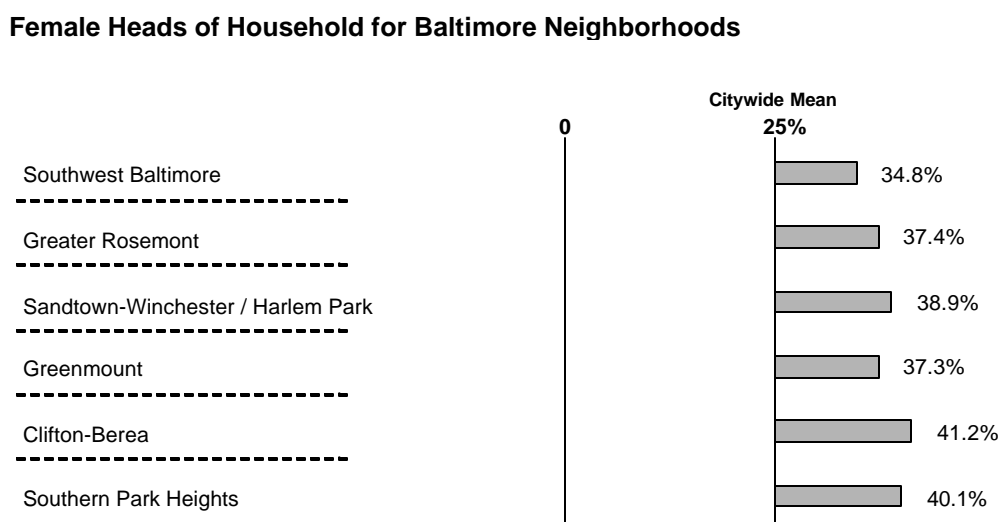 Female Heads of Household for Baltimore Neighborhoods
Citywide Mean
0 25%
Southwest Baltimore 34.8%
Greater Rosemont 37.4%
Sandtown-Winchester / Harlem Park 38.9%
Greenmount 37.3%
Clifton-Berea 41.2%
Southern Park Heights 40.1%